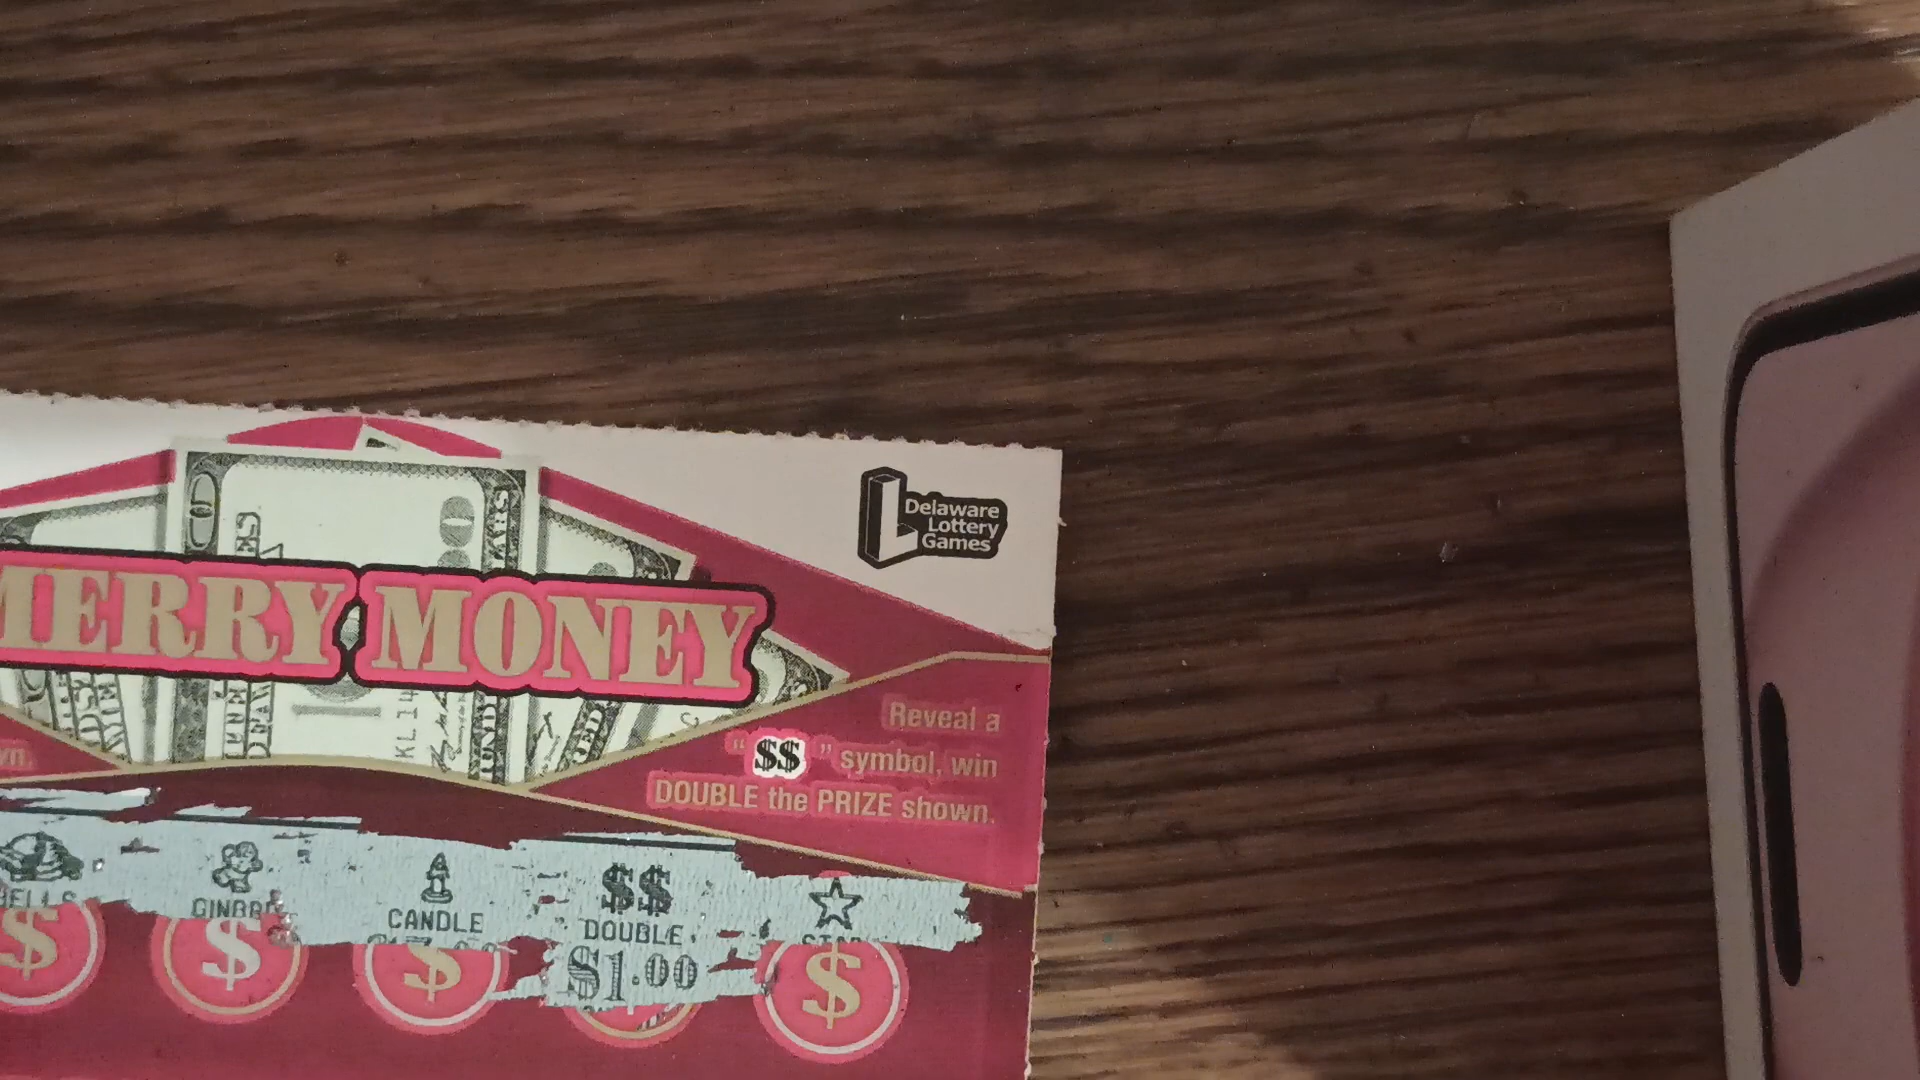 Delaware
Lottery
Games
MERRY MONEY
Reveal a
"$$" symbol, win
DOUBLE the PRIZE shown.
CANDLE
$$
DOUBLE
$1.00